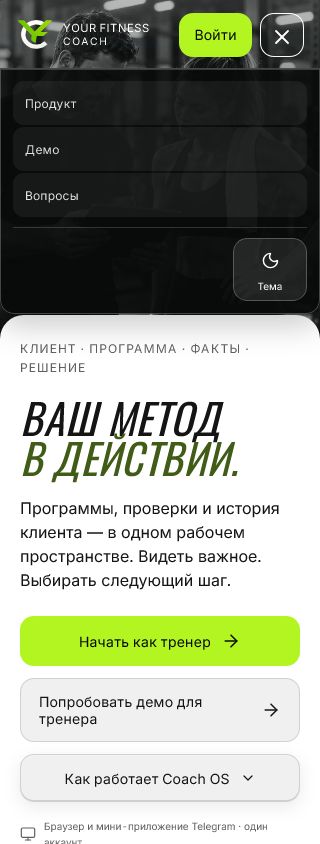 YOUR FITNESS
COACH
Войти
Продукт
Демо
Вопросы
Тема
КЛИЕНТ · ПРОГРАММА · ФАКТЫ ·
РЕШЕНИЕ
ВАШ МЕТОД
В ДЕЙСТВИИ.
Программы, проверки и история
клиента — в одном рабочем
пространстве. Видеть важное.
Выбирать следующий шаг.
Начать как тренер
Попробовать демо для
тренера
Как работает Coach OS
Браузер и мини-приложение Telegram · один
аккаунт